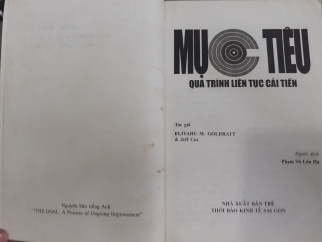 Nguyên bản tiếng Anh
"THE GOAL: A Process of Ongoing Improvement"
MỤC TIÊU
QUÁ TRÌNH LIÊN TỤC CẢI TIẾN
Tác giả
ELIYAHU M. GOLDRATT
& Jeff Cox
Người dịch
Phạm Vũ Lửa Hạ
NHÀ XUẤT BẢN TRẺ
THỜI BÁO KINH TẾ SÀI GÒN